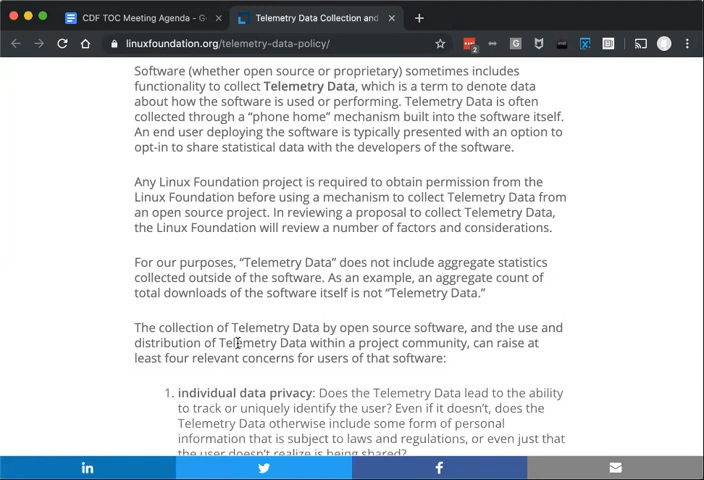 CDF TOC Meeting Agenda - G
Telemetry Data Collection and
linuxfoundation.org/telemetry-data-policy/
2
Software (whether open source or proprietary) sometimes includes
functionality to collect Telemetry Data, which is a term to denote data
about how the software is used or performing. Telemetry Data is often
collected through a “phone home” mechanism built into the software itself.
An end user deploying the software is typically presented with an option to
opt-in to share statistical data with the developers of the software.
Any Linux Foundation project is required to obtain permission from the
Linux Foundation before using a mechanism to collect Telemetry Data from
an open source project. In reviewing a proposal to collect Telemetry Data,
the Linux Foundation will review a number of factors and considerations.
For our purposes, “Telemetry Data” does not include aggregate statistics
collected outside of the software. As an example, an aggregate count of
total downloads of the software itself is not “Telemetry Data.”
The collection of Telemetry Data by open source software, and the use and
distribution of Telemetry Data within a project community, can raise at
least four relevant concerns for users of that software:
1. individual data privacy: Does the Telemetry Data lead to the ability
to track or uniquely identify the user? Even if it doesn’t, does the
Telemetry Data otherwise include some form of personal
information that is subject to laws and regulations, or even just that
the user doesn’t realize is being shared?